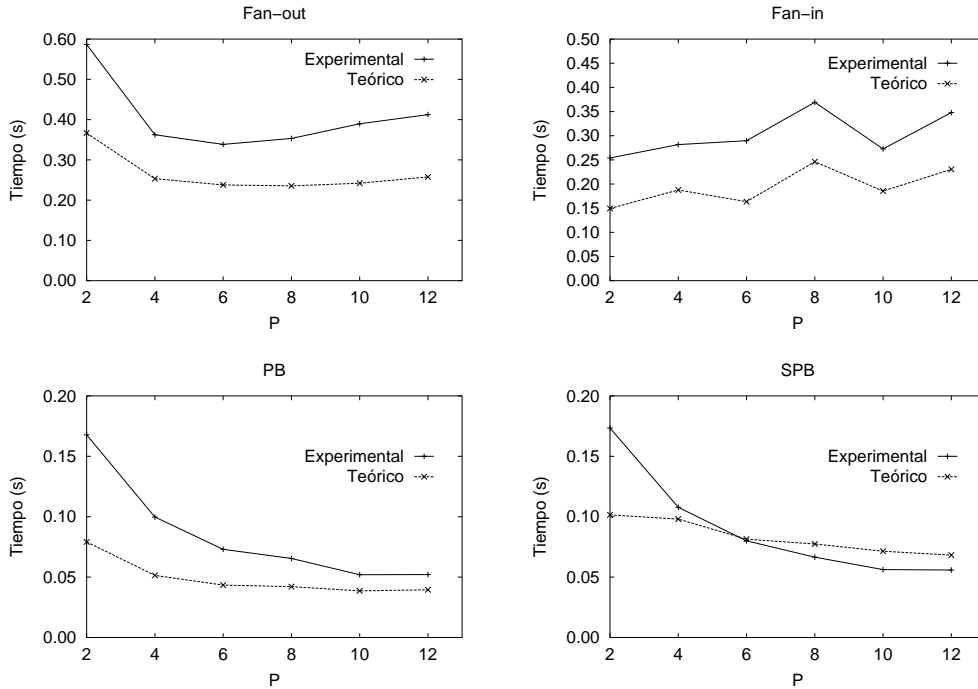 Fan−out
0.60
0.50
0.40
0.30
0.20
0.10
0.00
Tiempo (s)
2 4 6 8 10 12
P
Experimental
Teórico
Fan−in
0.50
0.45
0.40
0.35
0.30
0.25
0.20
0.15
0.10
0.05
0.00
Tiempo (s)
2 4 6 8 10 12
P
Experimental
Teórico
PB
0.20
0.15
0.10
0.05
0.00
Tiempo (s)
2 4 6 8 10 12
P
Experimental
Teórico
SPB
0.20
0.15
0.10
0.05
0.00
Tiempo (s)
2 4 6 8 10 12
P
Experimental
Teórico